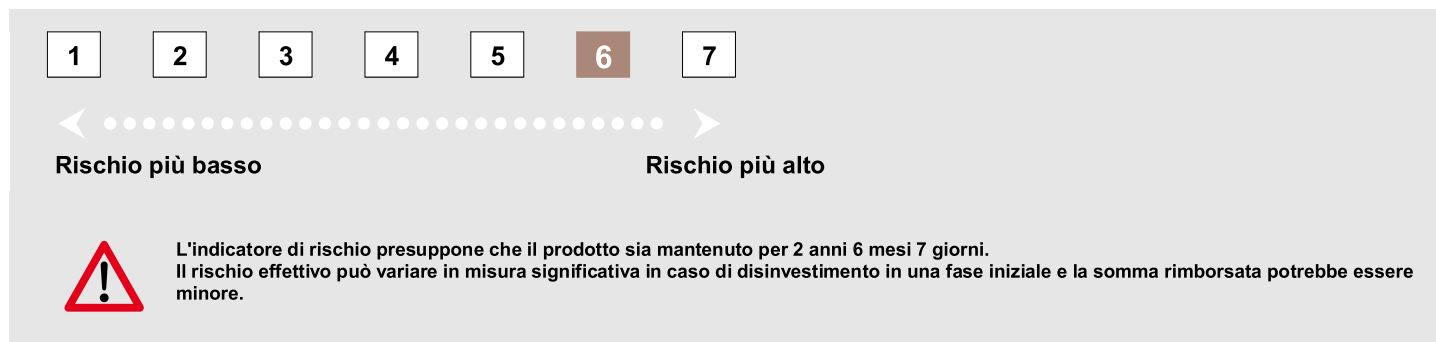 1 2 3 4 5 6 7
Rischio più basso Rischio più alto
L'indicatore di rischio presuppone che il prodotto sia mantenuto per 2 anni 6 mesi 7 giorni.
Il rischio effettivo può variare in misura significativa in caso di disinvestimento in una fase iniziale e la somma rimborsata potrebbe essere
minore.